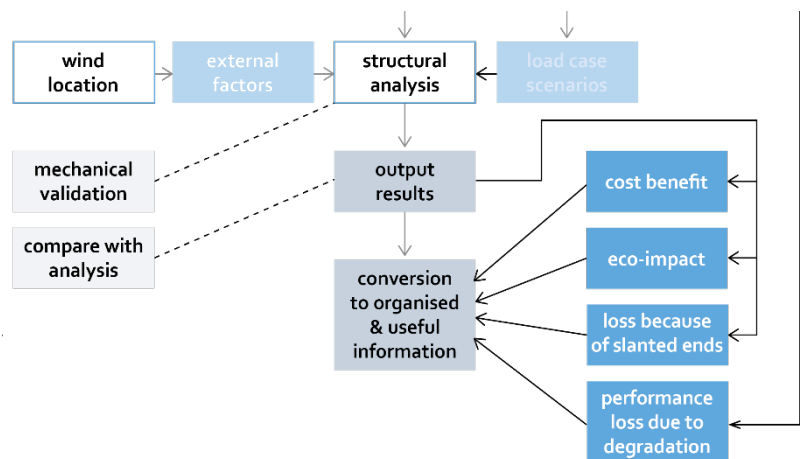 wind
location
external
factors
structural
analysis
load case
scenarios
mechanical
validation
output
results
cost benefit
compare with
analysis
eco-impact
conversion
to organised
& useful
information
loss because
of slanted ends
performance
loss due to
degradation